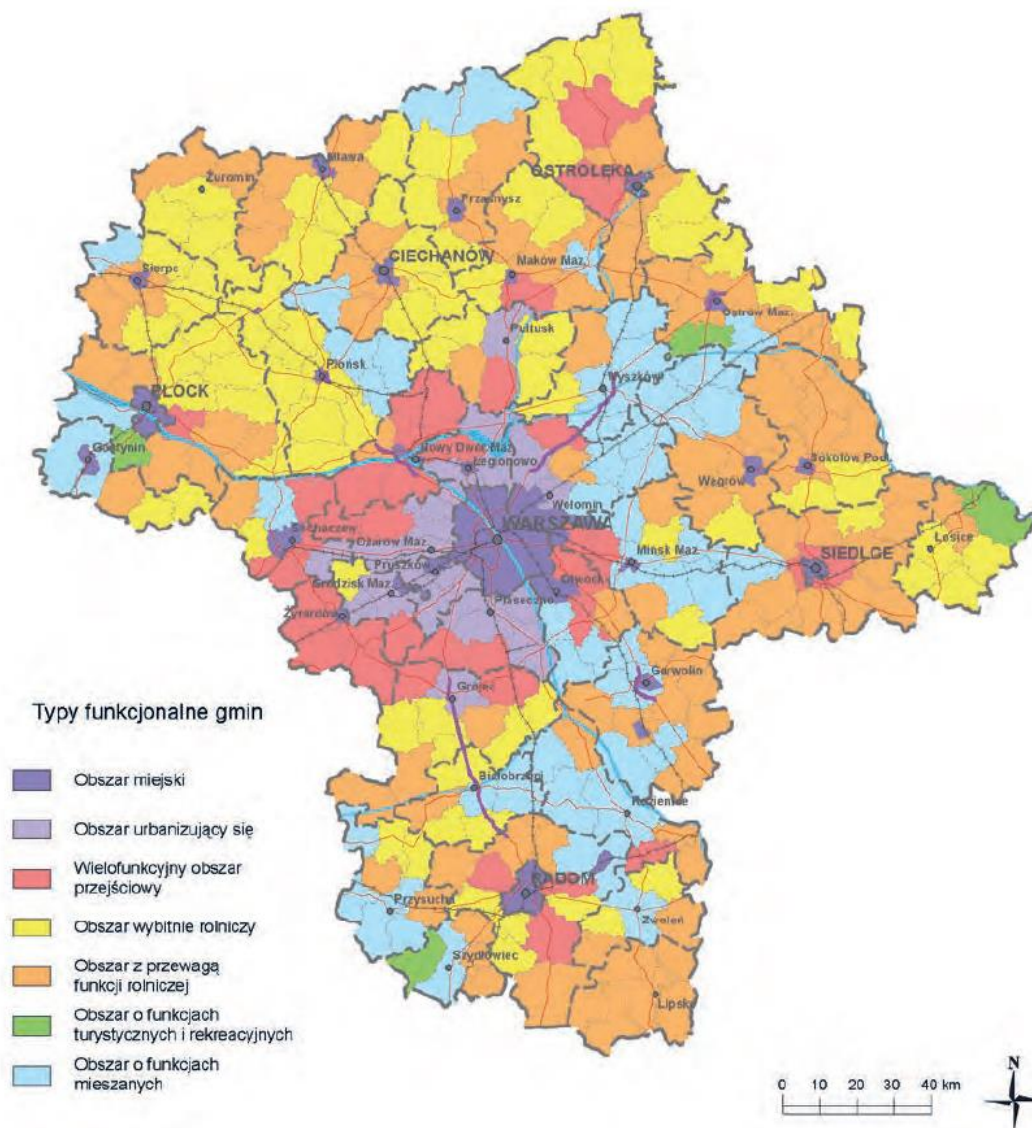 Mława
Żuromin
OSTROŁĘKA
Przasnysz
CIECHANÓW
Maków Maz.
Sierpc
Ostrów Maz.
Pułtusk
Płońsk
Wyszków
PŁOCK
Gostynin
Nowy Dwór Maz.
Legionowo
Sokołów Podl.
Węgrów
Wołomin
WARSZAWA
Sochaczew
Ożarów Maz.
Mińsk Maz.
SIEDLCE
Łosice
Pruszków
Grodzisk Maz.
Otwock
Żyrardów
Piaseczno
Garwolin
Grójec
Typy funkcjonalne gmin
Obszar miejski
Obszar urbanizujący się
Wielofunkcyjny obszar
przejściowy
Obszar wybitnie rolniczy
Obszar z przewagą
funkcji rolniczej
Obszar o funkcjach
turystycznych i rekreacyjnych
Obszar o funkcjach
mieszanych
Białobrzegi
Kozienice
RADOM
Przysucha
Zwoleń
Szydłowiec
Lipsko
0 10 20 30 40 km
N